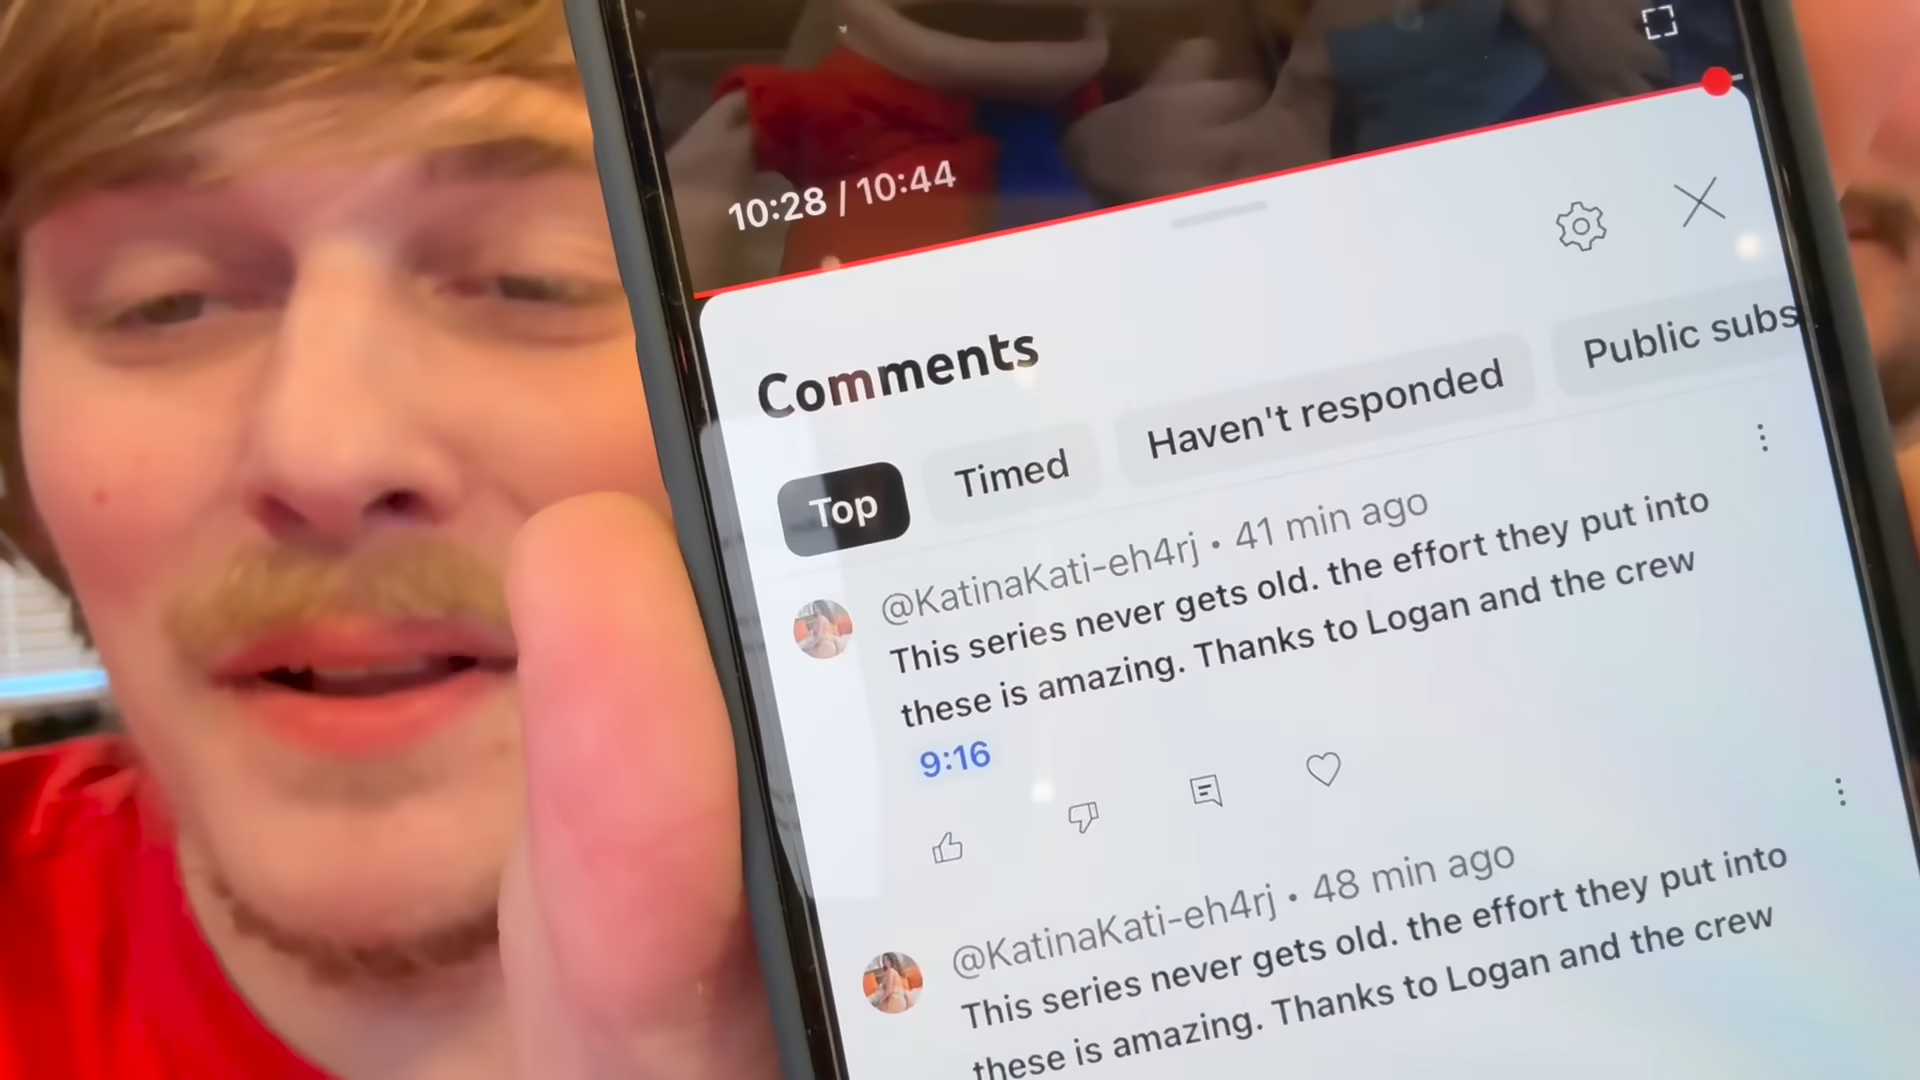 10:28 / 10:44
Comments
Top Timed Haven't responded Public subs
@KatinaKati-eh4rj • 41 min ago
This series never gets old. the effort they put into
these is amazing. Thanks to Logan and the crew
9:16
@KatinaKati-eh4rj • 48 min ago
This series never gets old. the effort they put into
these is amazing. Thanks to Logan and the crew